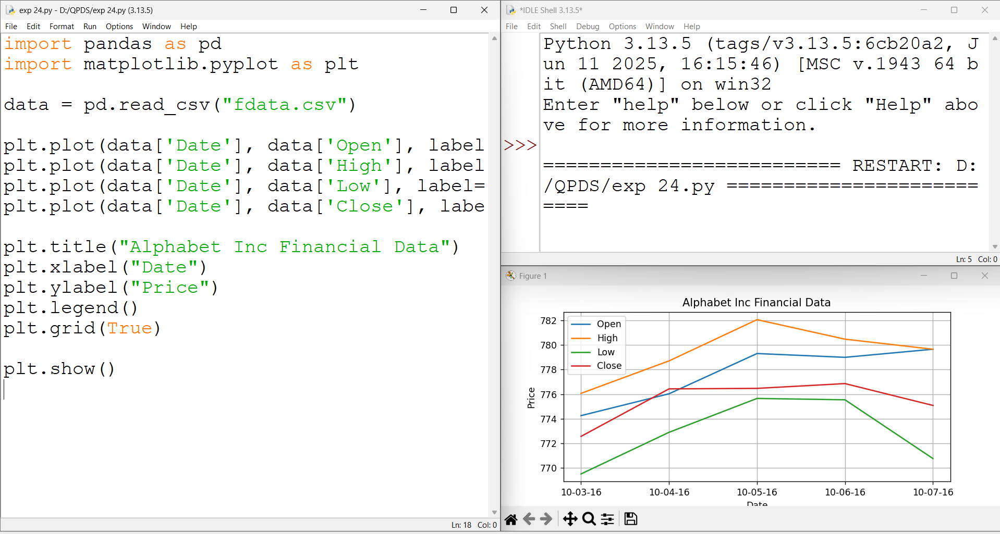 exp 24.py - D:/QPDS/exp 24.py (3.13.5)
File Edit Format Run Options Window Help
import pandas as pd
import matplotlib.pyplot as plt
data = pd.read_csv("fdata.csv")
plt.plot(data['Date'], data['Open'], label
plt.plot(data['Date'], data['High'], label
plt.plot(data['Date'], data['Low'], label=
plt.plot(data['Date'], data['Close'], labe
plt.title("Alphabet Inc Financial Data")
plt.xlabel("Date")
plt.ylabel("Price")
plt.legend()
plt.grid(True)
plt.show()
Ln: 18 Col: 0
*IDLE Shell 3.13.5*
File Edit Shell Debug Options Window Help
Python 3.13.5 (tags/v3.13.5:6cb20a2, J
un 11 2025, 16:15:46) [MSC v.1943 64 b
it (AMD64)] on win32
Enter "help" below or click "Help" abo
ve for more information.
>>>
========================== RESTART: D:
/QPDS/exp 24.py ======================
====
Ln: 5 Col: 0
Figure 1
Alphabet Inc Financial Data
782
780
778
776
774
772
770
Price
Open
High
Low
Close
10-03-16 10-04-16 10-05-16 10-06-16 10-07-16
Date